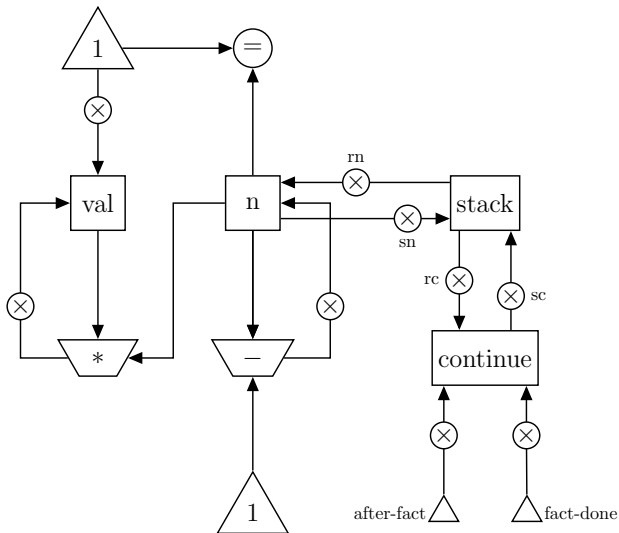 1
=
rn
val
n
stack
sn
rc
sc
*
−
continue
1
after-fact
fact-done